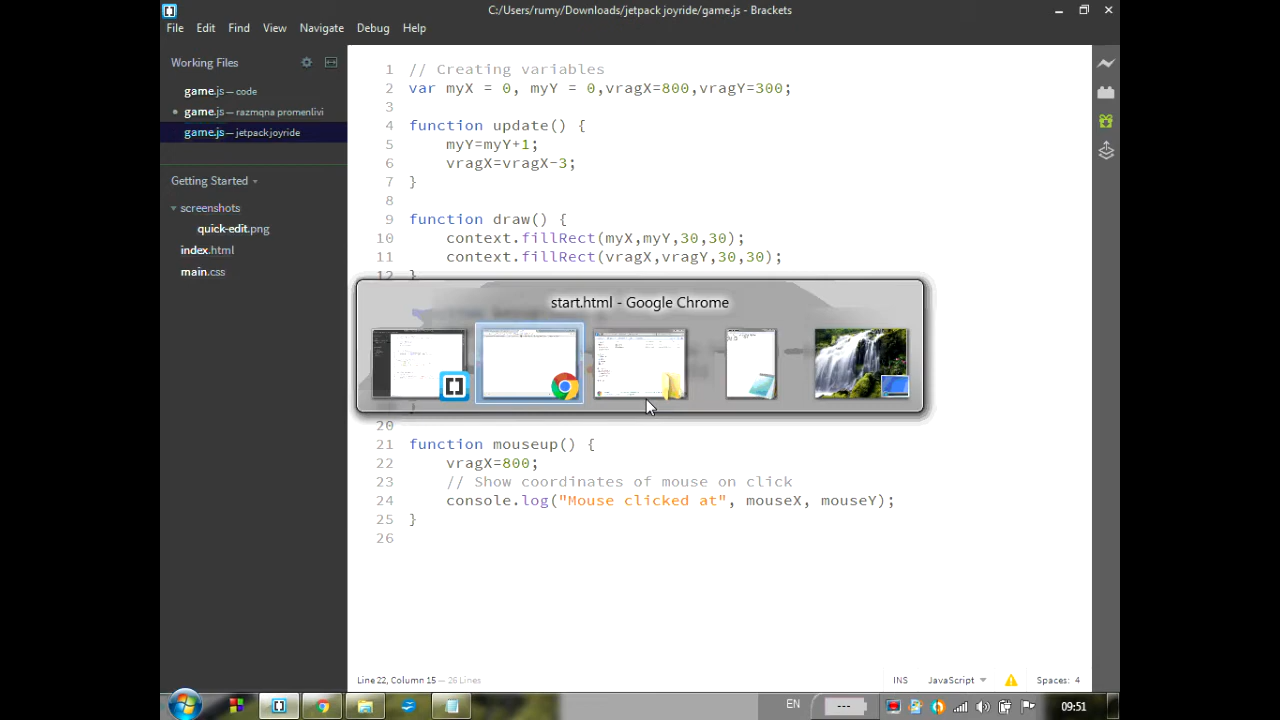 C:/Users/rumy/Downloads/jetpack joyride/game.js - Brackets
File Edit Find View Navigate Debug Help
Working Files
game.js — code
game.js — razmqna promenlivi
game.js — jetpack joyride
Getting Started
screenshots
quick-edit.png
index.html
main.css
1 // Creating variables
2 var myX = 0, myY = 0,vragX=800,vragY=300;
3
4 function update() {
5 myY=myY+1;
6 vragX=vragX-3;
7 }
8
9 function draw() {
10 context.fillRect(myX,myY,30,30);
11 context.fillRect(vragX,vragY,30,30);
12 }
start.html - Google Chrome
20
21 function mouseup() {
22 vragX=800;
23 // Show coordinates of mouse on click
24 console.log("Mouse clicked at", mouseX, mouseY);
25 }
26
Line 22, Column 15 — 26 Lines
INS JavaScript Spaces: 4
EN --- 09:51